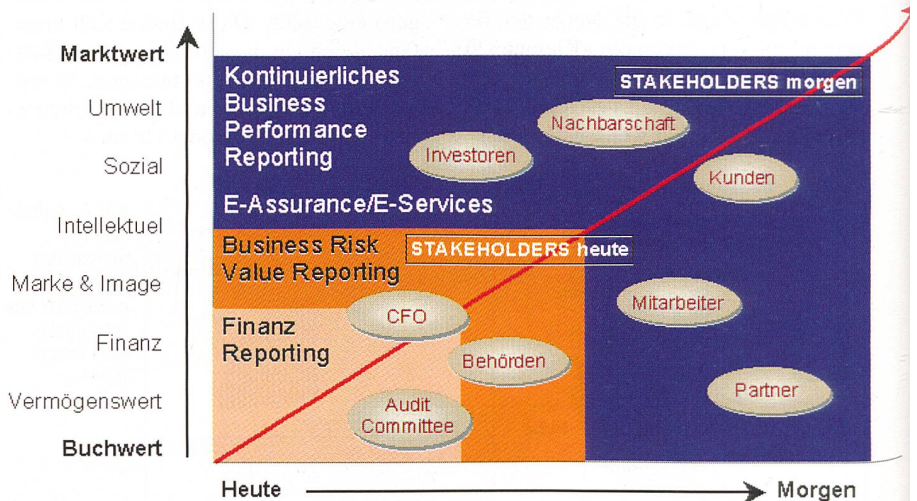 Marktwert
Umwelt
Sozial
Intellektuel
Marke & Image
Finanz
Vermögenswert
Buchwert
Kontinuierliches
Business
Performance
Reporting
E-Assurance/E-Services
STAKEHOLDERS morgen
Nachbarschaft
Investoren
Kunden
Business Risk
Value Reporting
STAKEHOLDERS heute
Mitarbeiter
CFO
Finanz
Reporting
Behörden
Partner
Audit
Committee
Heute
Morgen